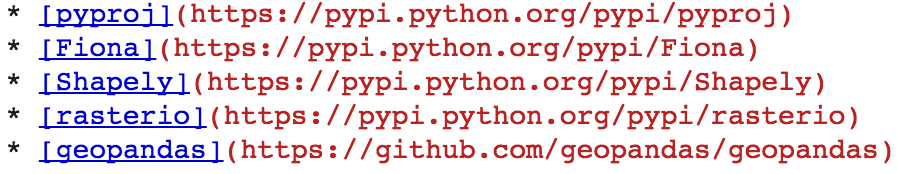 * [pyproj](https://pypi.python.org/pypi/pyproj)
* [Fiona](https://pypi.python.org/pypi/Fiona)
* [Shapely](https://pypi.python.org/pypi/Shapely)
* [rasterio](https://pypi.python.org/pypi/rasterio)
* [geopandas](https://github.com/geopandas/geopandas)